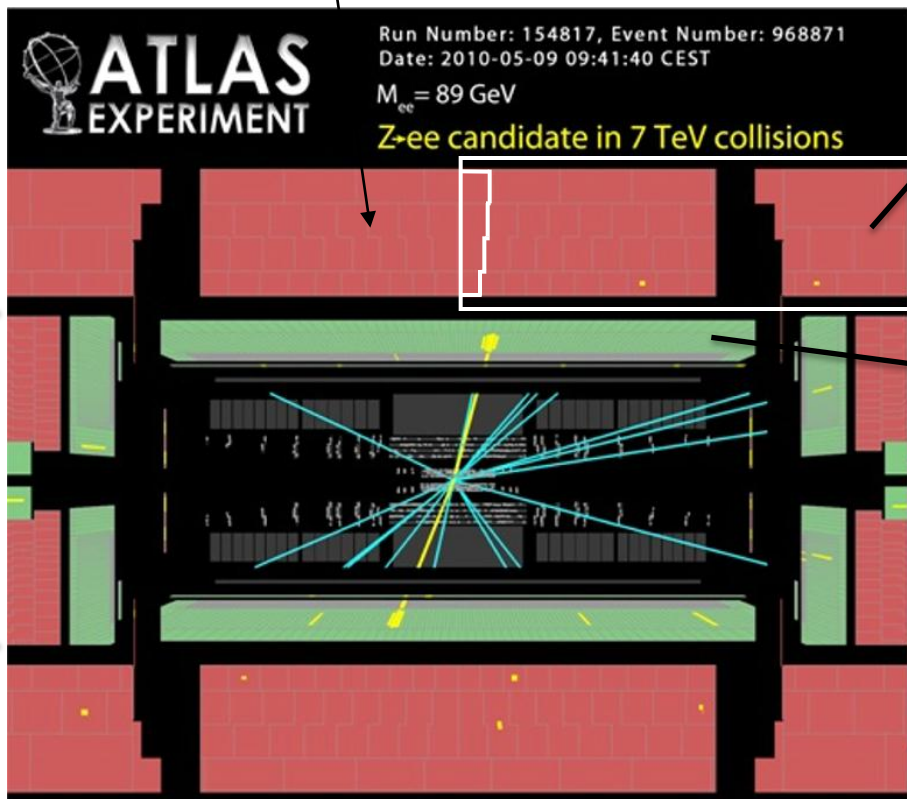 ATLAS
EXPERIMENT
Run Number: 154817, Event Number: 968871
Date: 2010-05-09 09:41:40 CEST
Mee= 89 GeV
Z→ee candidate in 7 TeV collisions